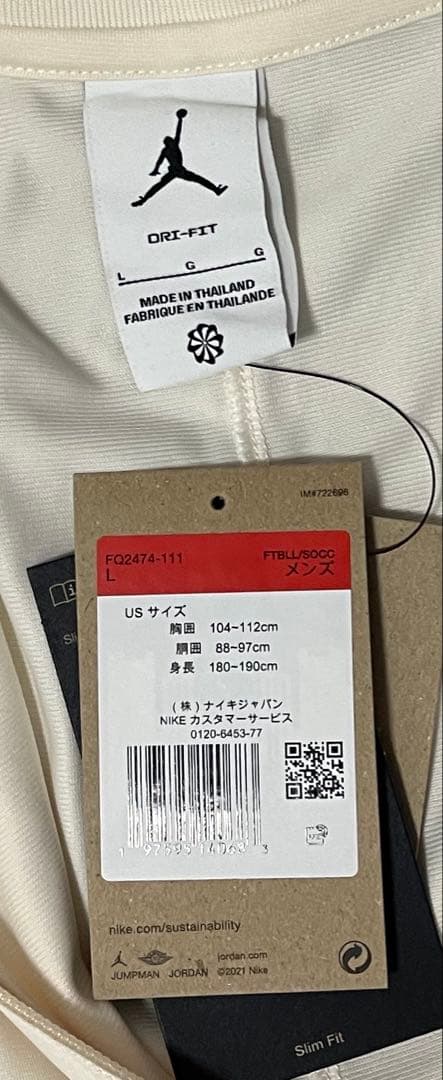 DRI-FIT
L G G
MADE IN THAILAND
FABRIQUE EN THAILANDE
IM#722696
FQ2474-111
FTBLL/SOCC
L
メンズ
US サイズ
胸囲 104~112cm
胴囲 88~97cm
身長 180~190cm
(株)ナイキジャパン
NIKE カスタマーサービス
0120-6453-77
nike.com/sustainability
jordan.com
JUMPMAN JORDAN ©2021 Nike
Slim Fit